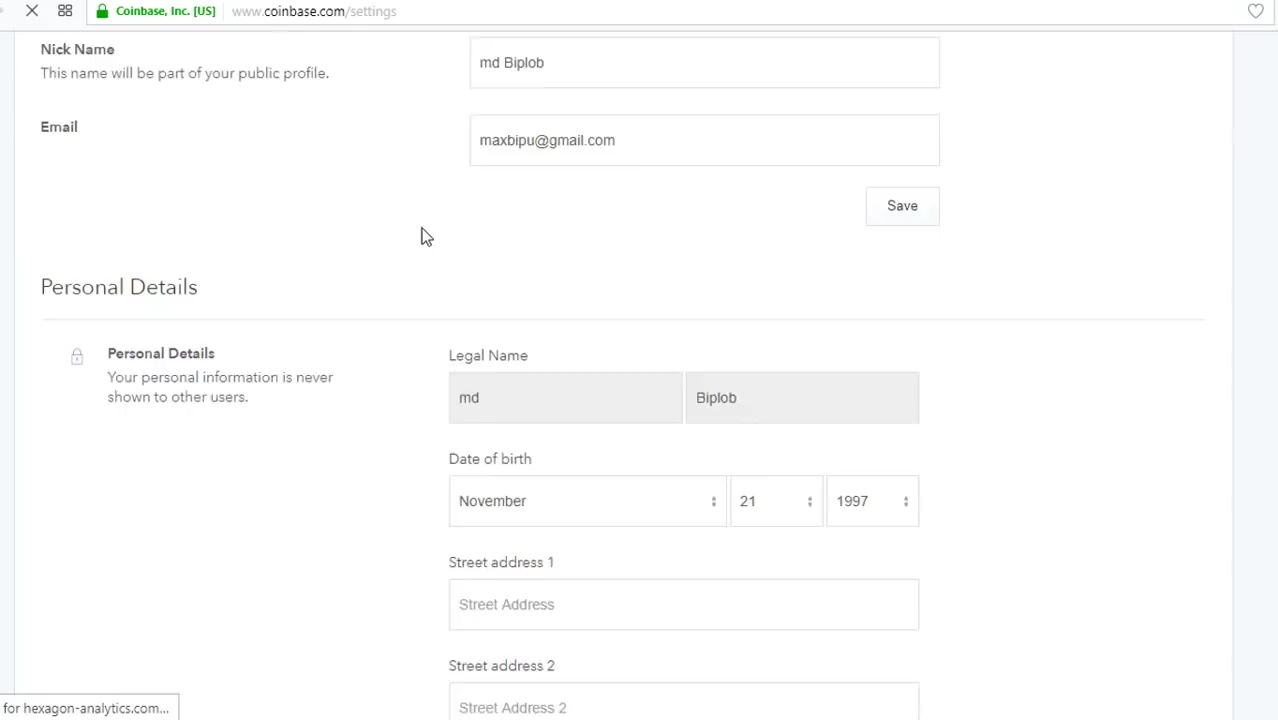 Coinbase, Inc. [US] www.coinbase.com/settings
Nick Name
This name will be part of your public profile.
md Biplob
Email
maxbipu@gmail.com
Save
Personal Details
Personal Details
Your personal information is never
shown to other users.
Legal Name
md Biplob
Date of birth
November 21 1997
Street address 1
Street Address
Street address 2
Street Address 2
for hexagon-analytics.com...